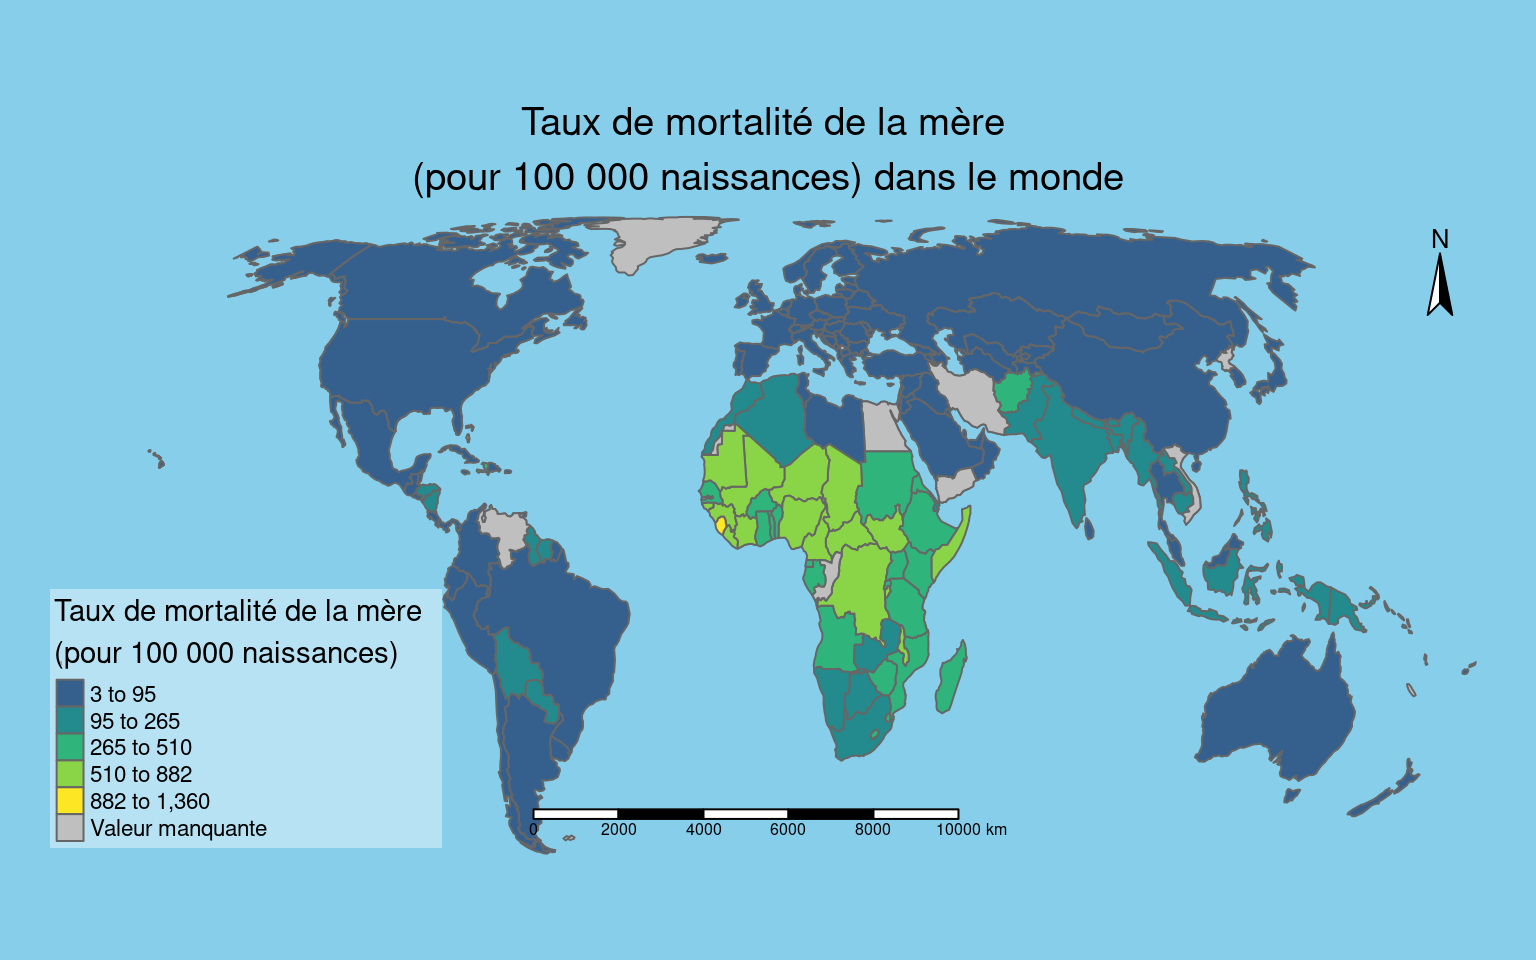 Taux de mortalité de la mère
(pour 100 000 naissances) dans le monde
N
Taux de mortalité de la mère
(pour 100 000 naissances)
3 to 95
95 to 265
265 to 510
510 to 882
882 to 1,360
Valeur manquante
0 2000 4000 6000 8000 10000 km